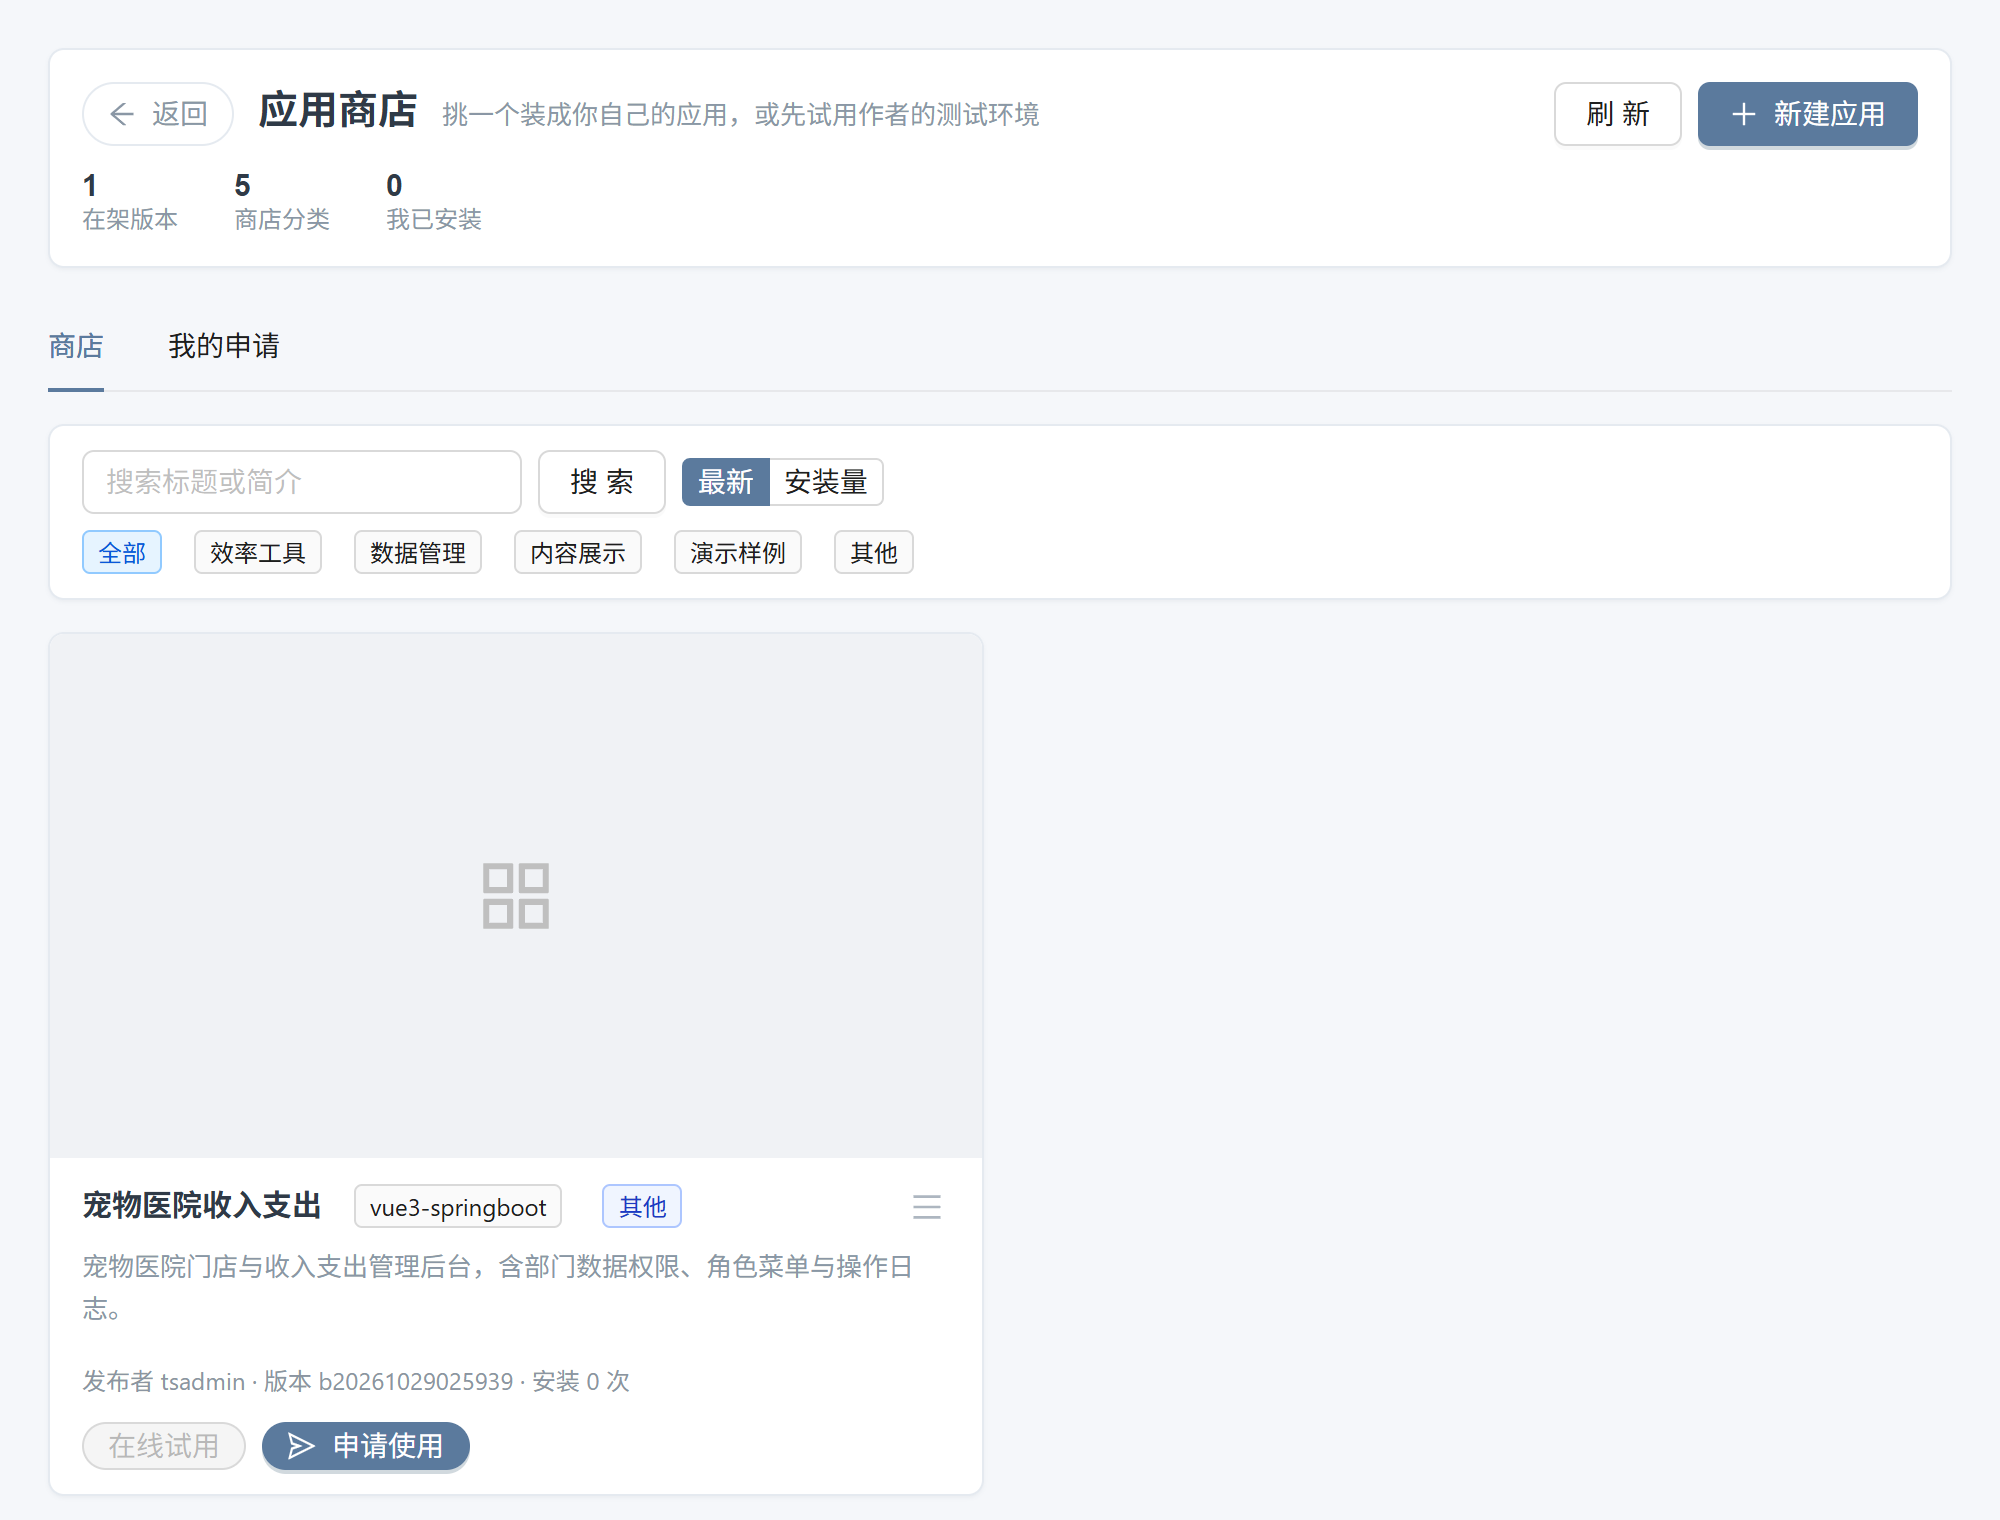 返回 应用商店 挑一个装成你自己的应用，或先试用作者的测试环境 刷 新 新建应用
1 5 0
在架版本 商店分类 我已安装
商店 我的申请
搜索标题或简介 搜 索 最新 安装量
全部 效率工具 数据管理 内容展示 演示样例 其他
宠物医院收入支出 vue3-springboot 其他
宠物医院门店与收入支出管理后台，含部门数据权限、角色菜单与操作日
志。
发布者 tsadmin · 版本 b20261029025939 · 安装 0 次
在线试用 申请使用